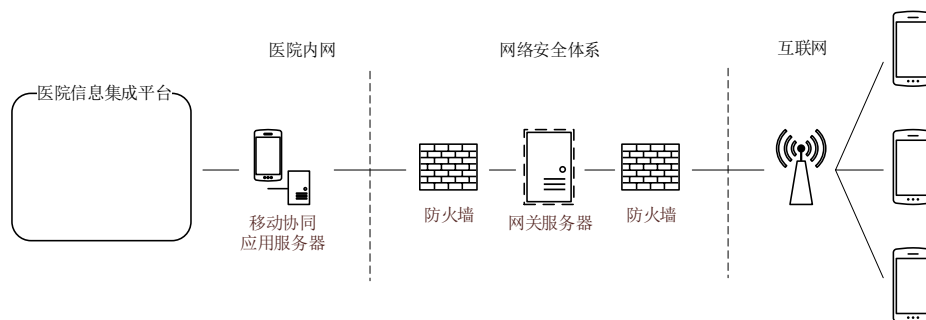 医院内网
网络安全体系
互联网
医院信息集成平台
移动协同
应用服务器
防火墙
网关服务器
防火墙